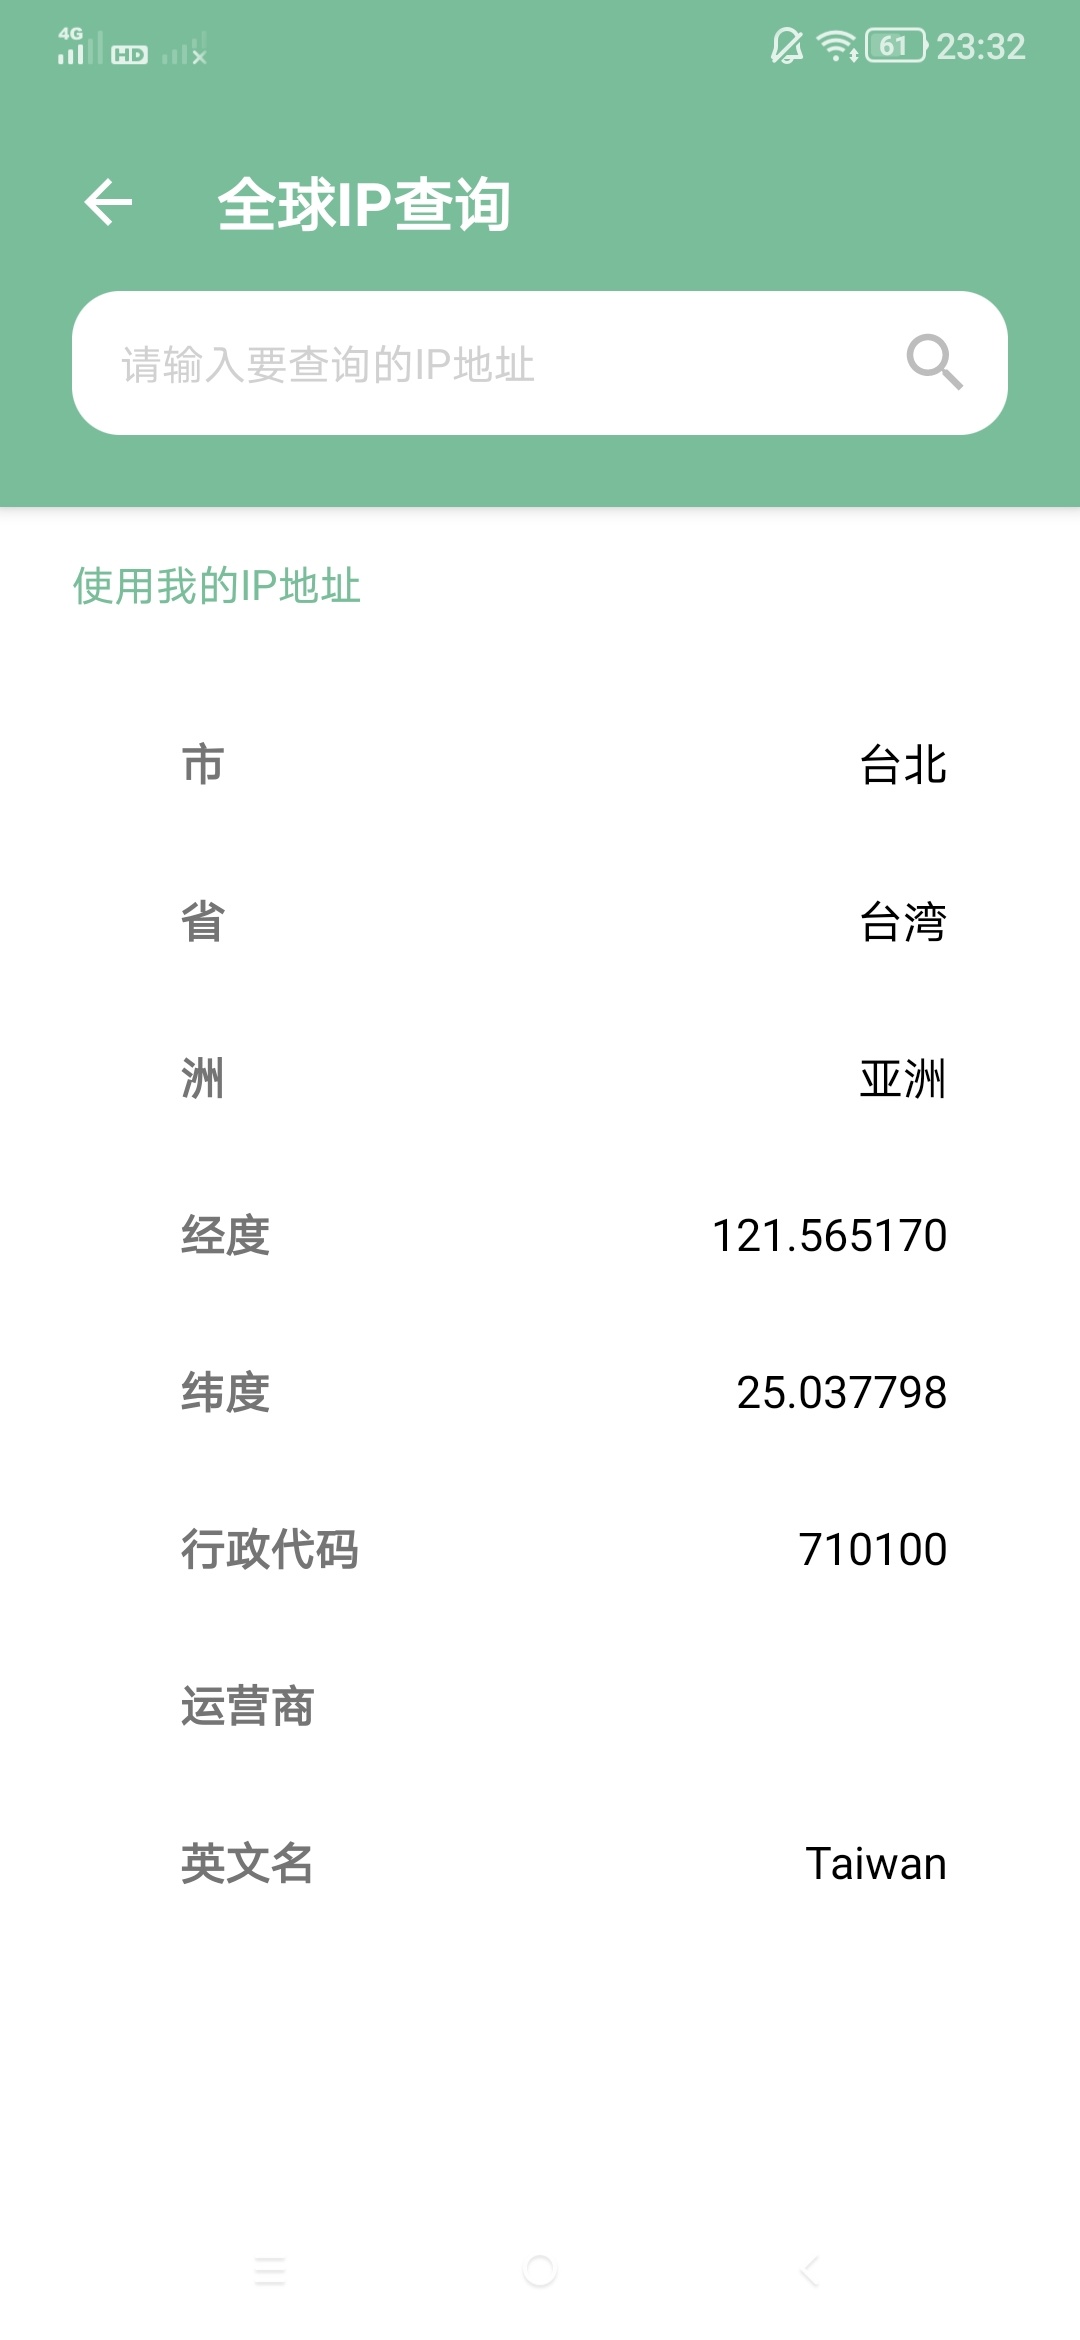 4G HD 61 23:32
全球IP查询
请输入要查询的IP地址
使用我的IP地址
市 台北
省 台湾
洲 亚洲
经度 121.565170
纬度 25.037798
行政代码 710100
运营商
英文名 Taiwan